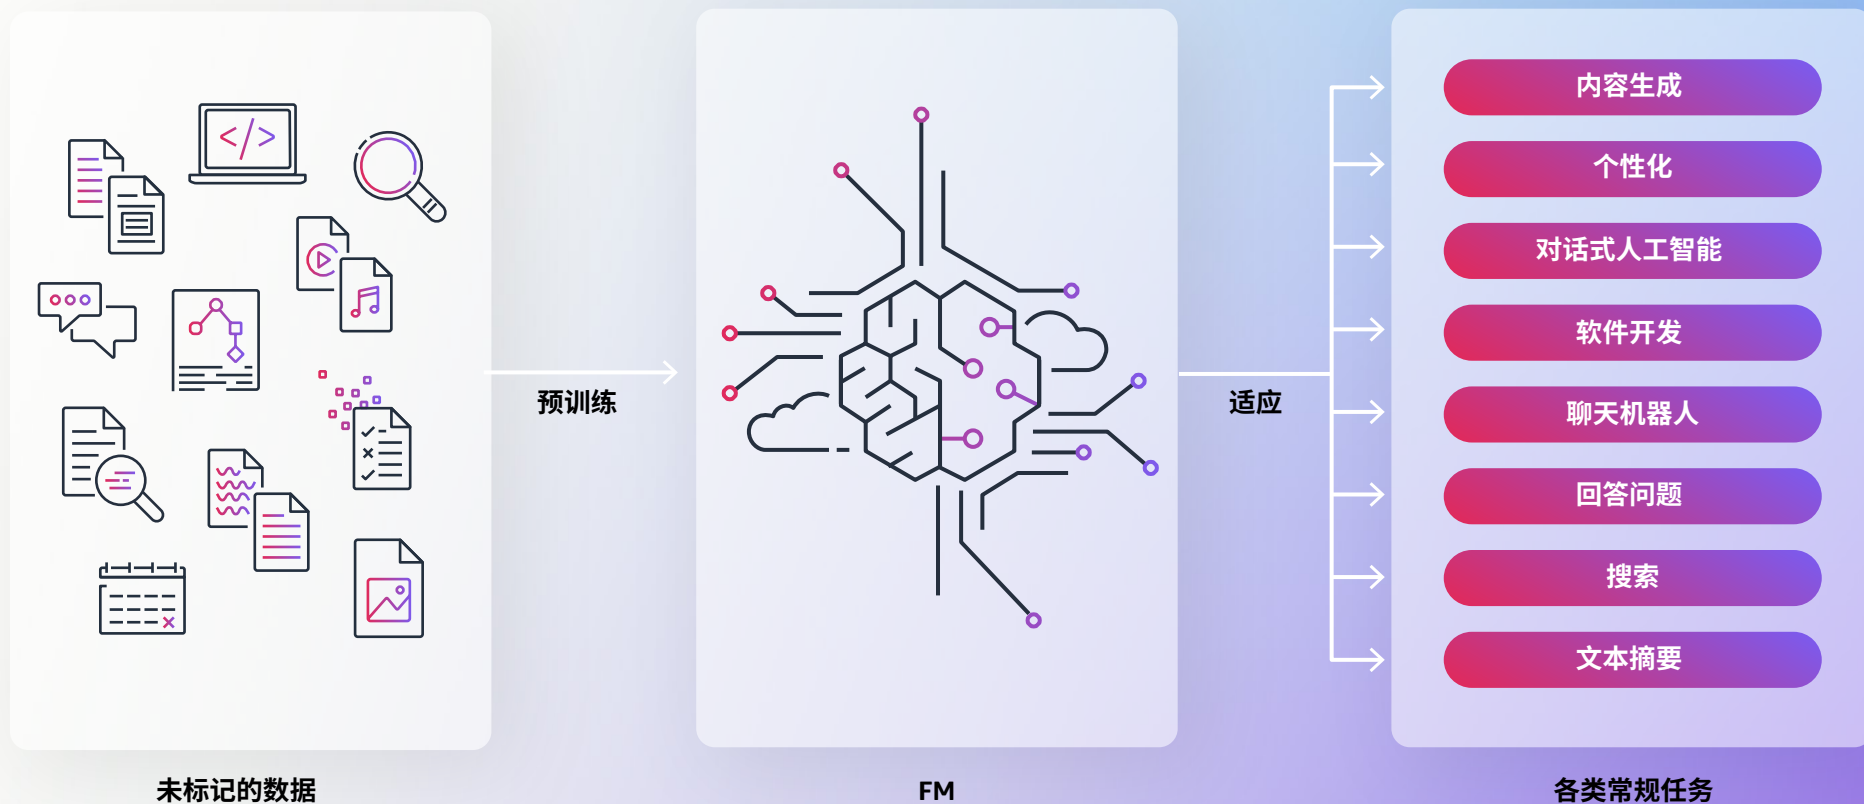 </>
预训练
适应
内容生成
个性化
对话式人工智能
软件开发
聊天机器人
回答问题
搜索
文本摘要
未标记的数据
FM
各类常规任务